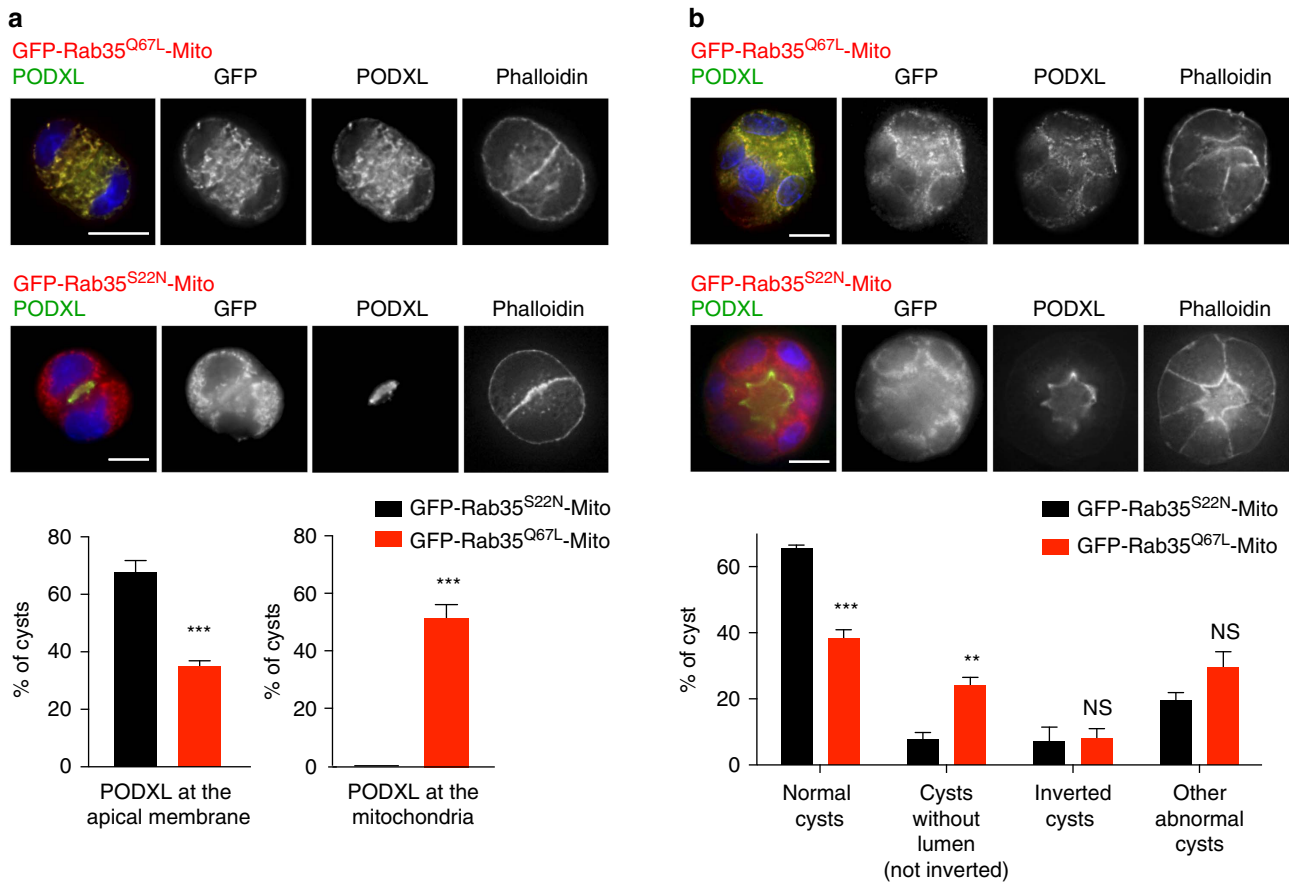 a
GFP-Rab35Q67L-Mito
PODXL GFP PODXL Phalloidin
GFP-Rab35S22N-Mito
PODXL GFP PODXL Phalloidin
GFP-Rab35S22N-Mito
GFP-Rab35Q67L-Mito
% of cysts
80
60
40
20
0
***
PODXL at the
apical membrane
% of cysts
80
60
40
20
0
***
PODXL at the
mitochondria
b
GFP-Rab35Q67L-Mito
PODXL GFP PODXL Phalloidin
GFP-Rab35S22N-Mito
PODXL GFP PODXL Phalloidin
GFP-Rab35S22N-Mito
GFP-Rab35Q67L-Mito
% of cyst
60
40
20
0
***
**
NS
NS
Normal
cysts
Cysts
without
lumen
(not inverted)
Inverted
cysts
Other
abnormal
cysts